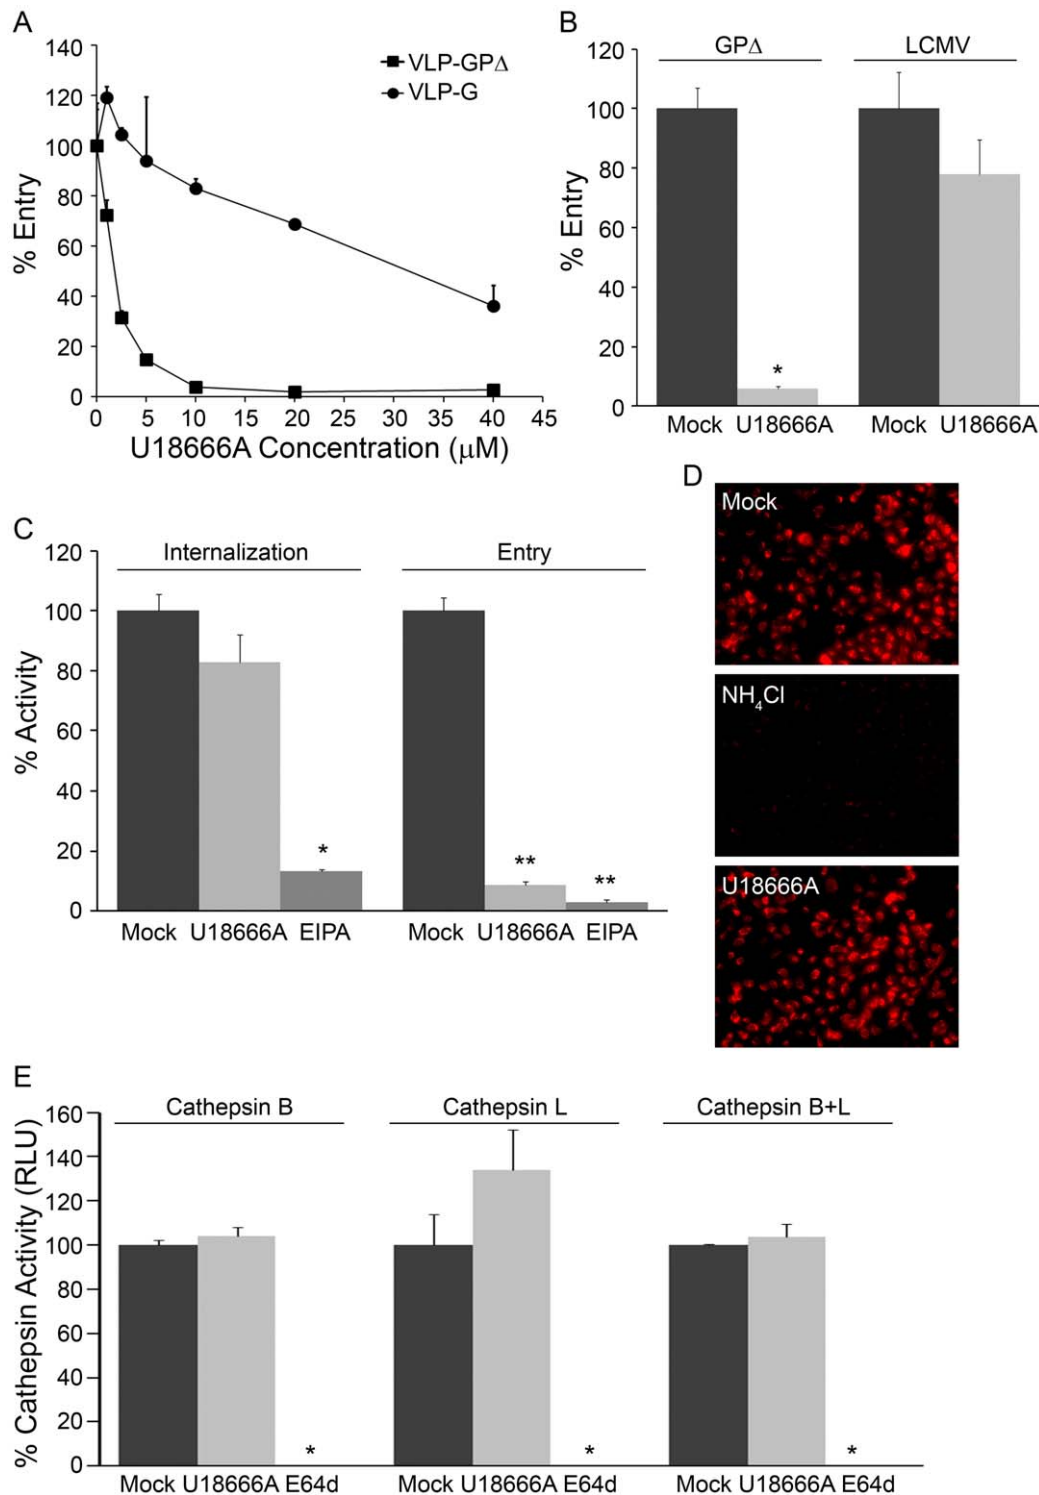 A
140
120
100
80
60
40
20
0
% Entry
VLP-GPΔ
VLP-G
0 5 10 15 20 25 30 35 40 45
U18666A Concentration (μM)
B
120
100
80
60
40
20
0
% Entry
GPΔ LCMV
*
Mock U18666A Mock U18666A
C
120
100
80
60
40
20
0
% Activity
Internalization Entry
* ** **
Mock U18666A EIPA Mock U18666A EIPA
D
Mock
NH₄Cl
U18666A
E
160
140
120
100
80
60
40
20
0
% Cathepsin Activity (RLU)
Cathepsin B Cathepsin L Cathepsin B+L
* * *
Mock U18666A E64d Mock U18666A E64d Mock U18666A E64d